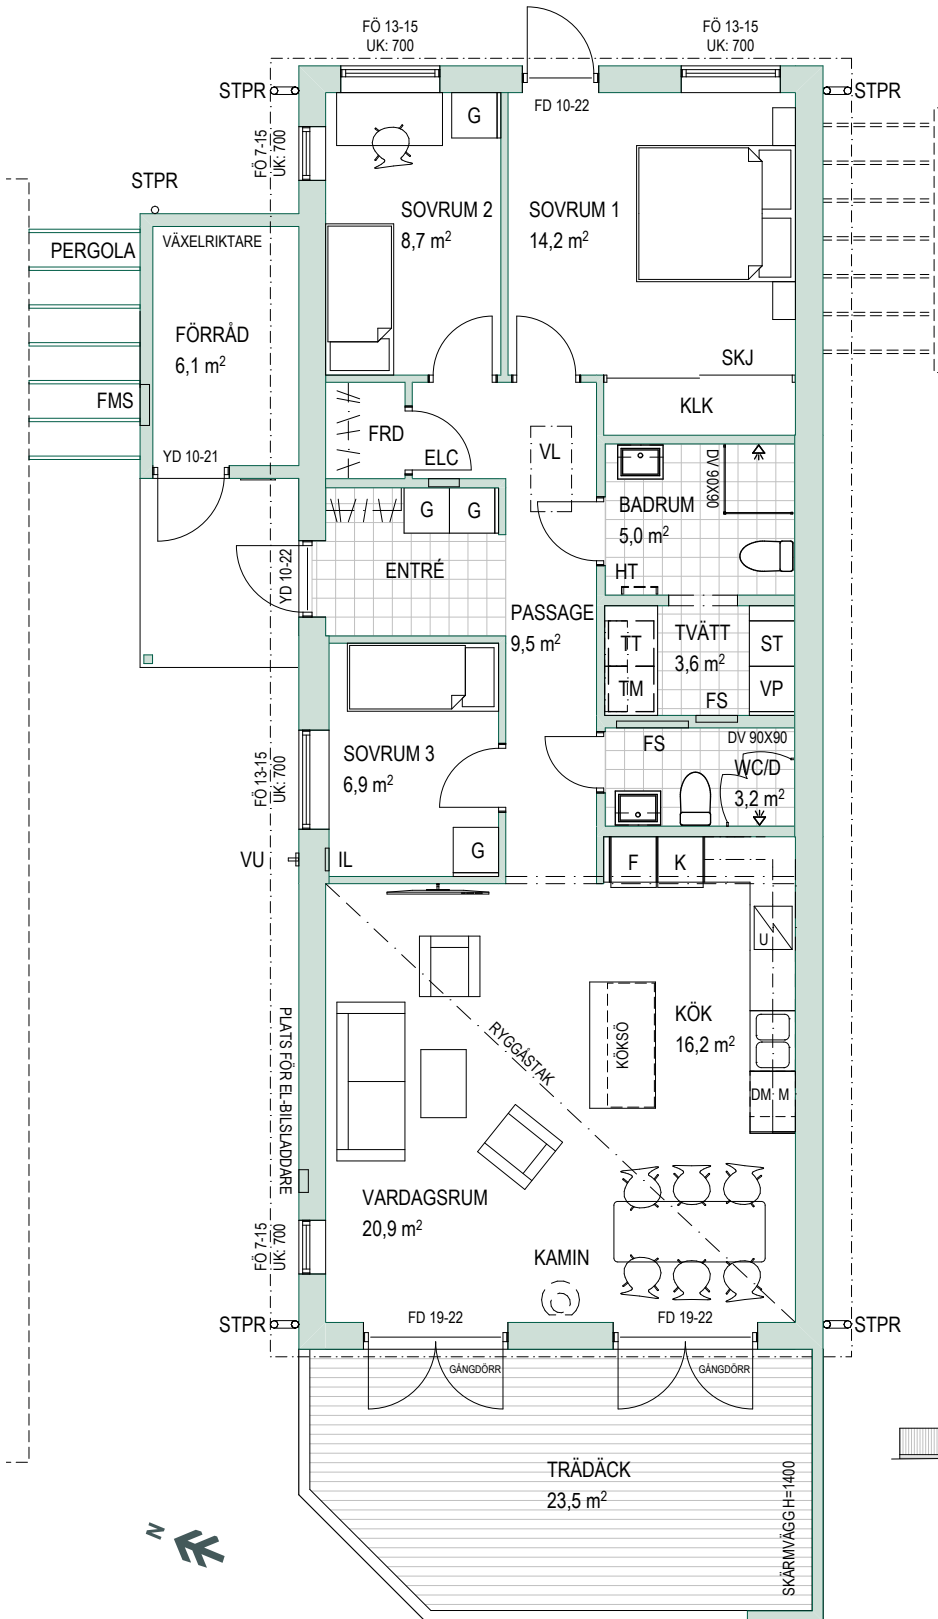 FÖ 13-15
UK: 700
FÖ 13-15
UK: 700
STPR
FD 10-22
STPR
G
FÖ 7-15
UK: 700
STPR
SOVRUM 2
8,7 m²
SOVRUM 1
14,2 m²
PERGOLA
VÄXELRIKTARE
FÖRRÅD
6,1 m²
SKJ
FMS
KLK
FRD
YD 10-21
ELC
VL
DV 90X90
BADRUM
5,0 m²
G
G
ENTRÉ
YD 10-22
HT
PASSAGE
9,5 m²
TT
TVÄTT
3,6 m²
ST
TM
FS
VP
FS
DV 90X90
WC/D
3,2 m²
SOVRUM 3
6,9 m²
FÖ 13-15
UK: 700
VU
IL
G
F
K
U
KÖK
16,2 m²
KÖKSÖ
RYGGÅSTAK
PLATS FÖR EL-BILSLADDARE
DM
M
VARDAGSRUM
20,9 m²
FÖ 7-15
UK: 700
KAMIN
STPR
FD 19-22
FD 19-22
STPR
GÅNGDÖRR
GÅNGDÖRR
TRÄDÄCK
23,5 m²
SKÄRMVÄGG H=1400
N